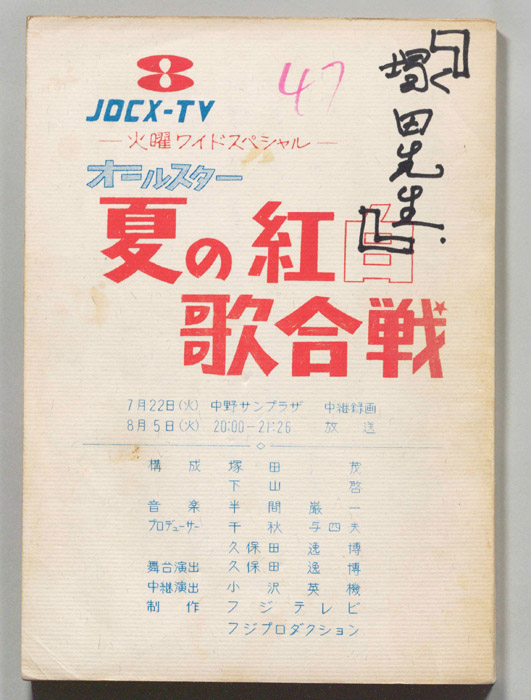 8
47
塚田先生.
JOCX-TV
―火曜ワイドスペシャル―
オールスター
夏の紅白
歌合戦
7月22日(火) 中野サンプラザ 中継録画
8月5日(火) 20:00―21:26 放送
構成 塚田 茂
下山 啓
音楽 半間 巖一
プロデューサー 千秋 与四夫
久保田 逸博
舞台演出 久保田 逸博
中継演出 小沢 英機
制作 フジテレビ
フジプロダクション